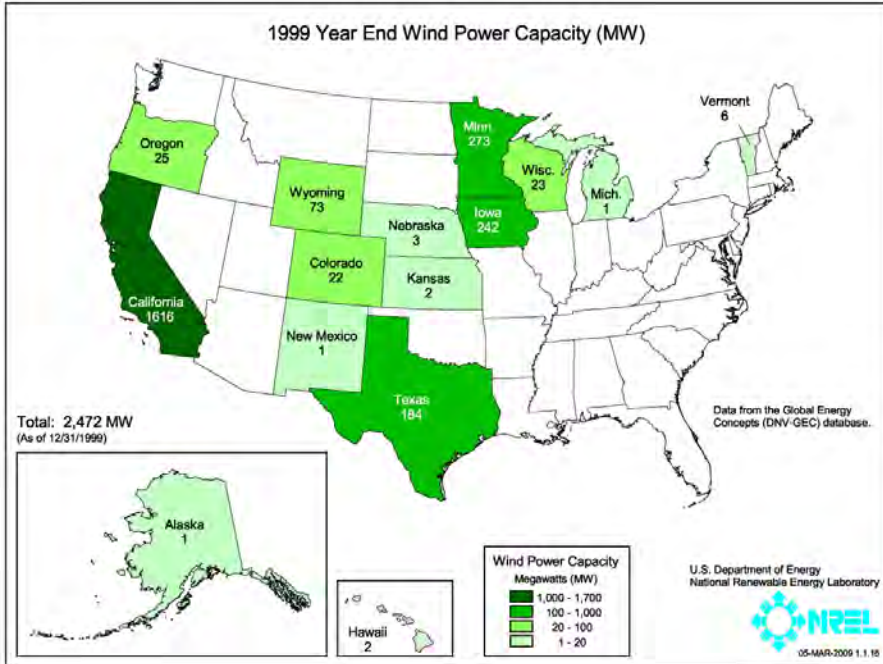 1999 Year End Wind Power Capacity (MW)
Vermont
6
Minn.
273
Oregon
25
Wisc.
23
Wyoming
73
Mich.
1
Iowa
242
Nebraska
3
Colorado
22
Kansas
2
California
1616
New Mexico
1
Texas
184
Total: 2,472 MW
(As of 12/31/1999)
Data from the Global Energy
Concepts (DNV-GEC) database.
Alaska
1
Hawaii
2
Wind Power Capacity
Megawatts (MW)
1,000 - 1,700
100 - 1,000
20 - 100
1 - 20
U.S. Department of Energy
National Renewable Energy Laboratory
NREL
05-MAR-2009 1.1.16